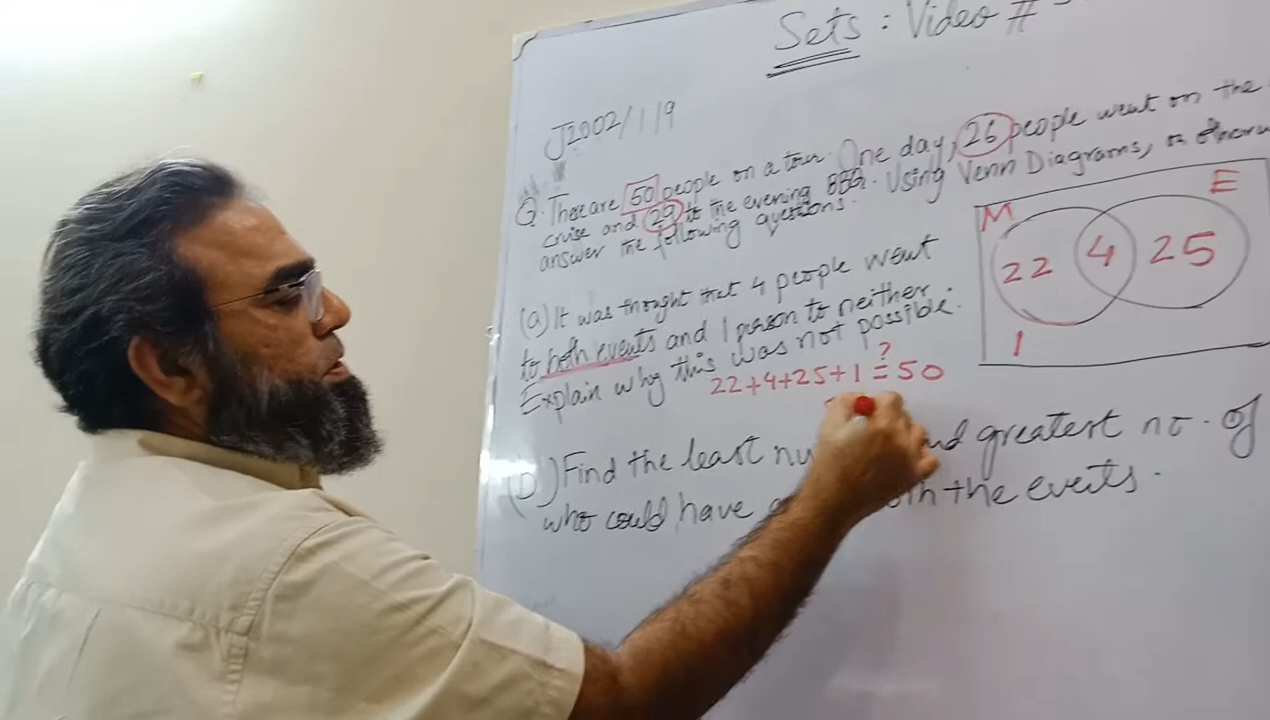 Sets : Video #
J2002/1/9
Q. There are 50 people on a tour. One day, 26 people went on the
cruise and 29 to the evening BBQ. Using Venn Diagrams, or
answer the following questions.
(a) It was thought that 4 people went
to both events and 1 person to neither.
Explain why this was not possible.
22+4+25+1 = 50
?
M
E
22
4
25
1
(b) Find the least nu nd greatest no. of
who could have the events.